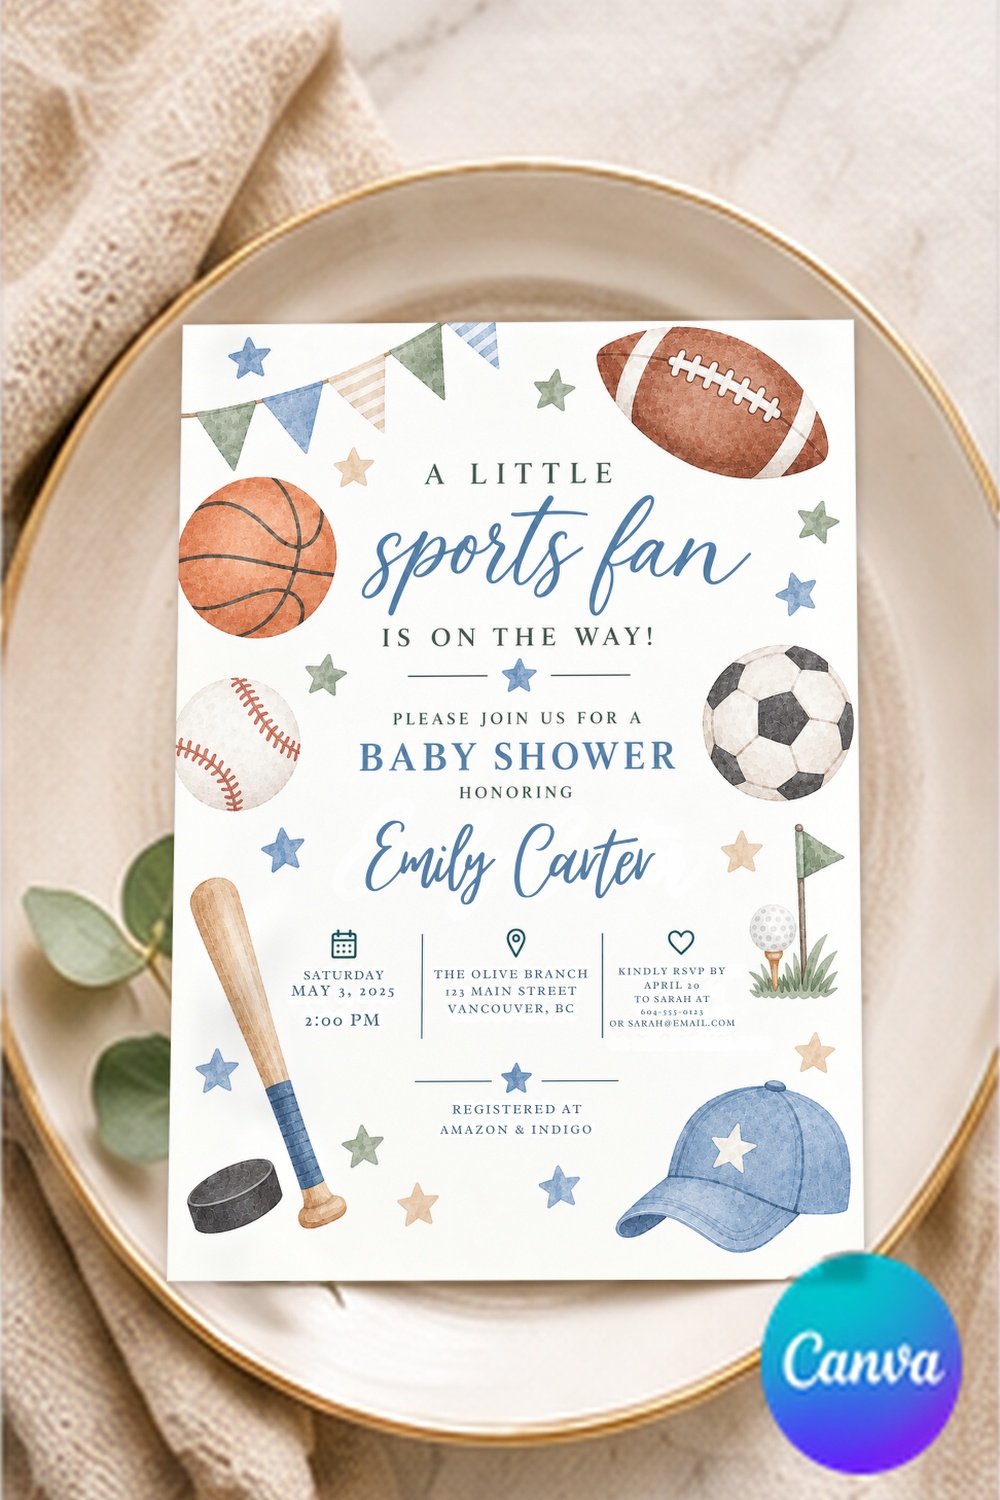 A LITTLE
sports fan
IS ON THE WAY!
PLEASE JOIN US FOR A
BABY SHOWER
HONORING
Emily Carter
SATURDAY
MAY 3, 2025
2:00 PM
THE OLIVE BRANCH
123 MAIN STREET
VANCOUVER, BC
KINDLY RSVP BY
APRIL 20
TO SARAH AT
604-555-0123
OR SARAH@EMAIL.COM
REGISTERED AT
AMAZON & INDIGO
Canva